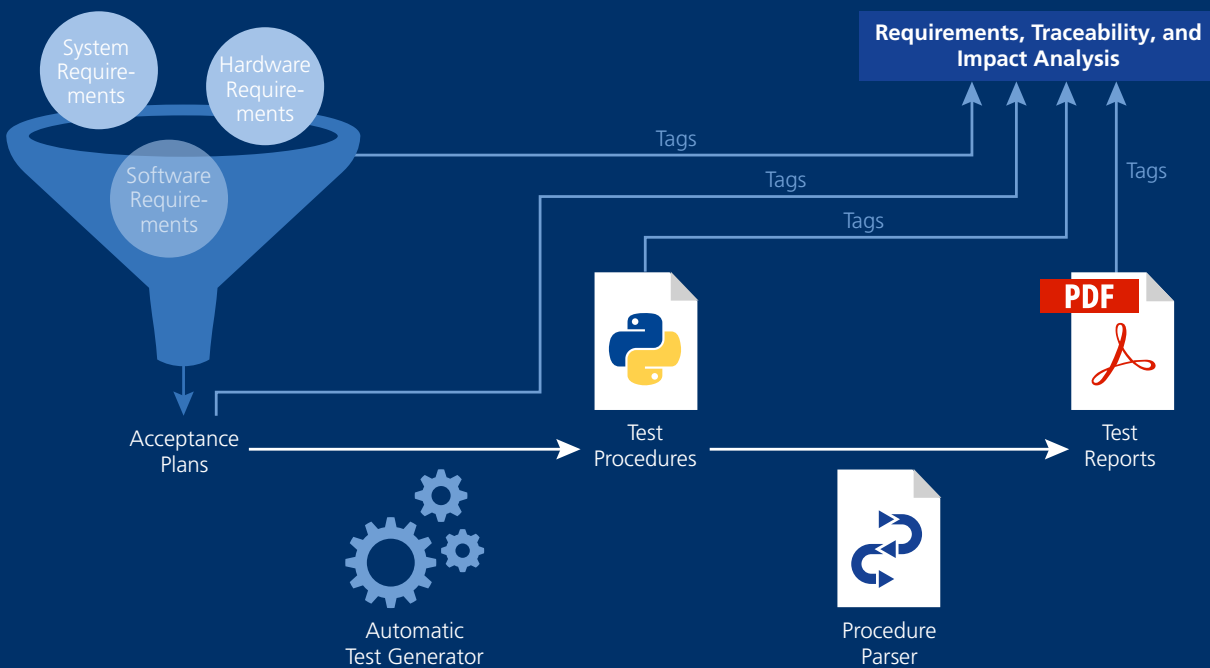 System
Require-
ments
Hardware
Require-
ments
Software
Require-
ments
Requirements, Traceability, and
Impact Analysis
Tags
Tags
Tags
Tags
PDF
Acceptance
Plans
Test
Procedures
Test
Reports
Automatic
Test Generator
Procedure
Parser